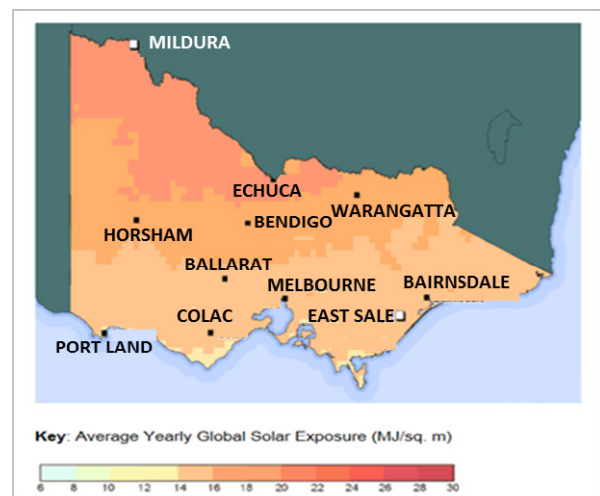 MILDURA
ECHUCA
WARANGATTA
BENDIGO
HORSHAM
BALLARAT
MELBOURNE
BAIRNSDALE
COLAC
EAST SALE
PORT LAND
Key: Average Yearly Global Solar Exposure (MJ/sq. m)
6 8 10 12 14 16 18 20 22 24 26 28 30